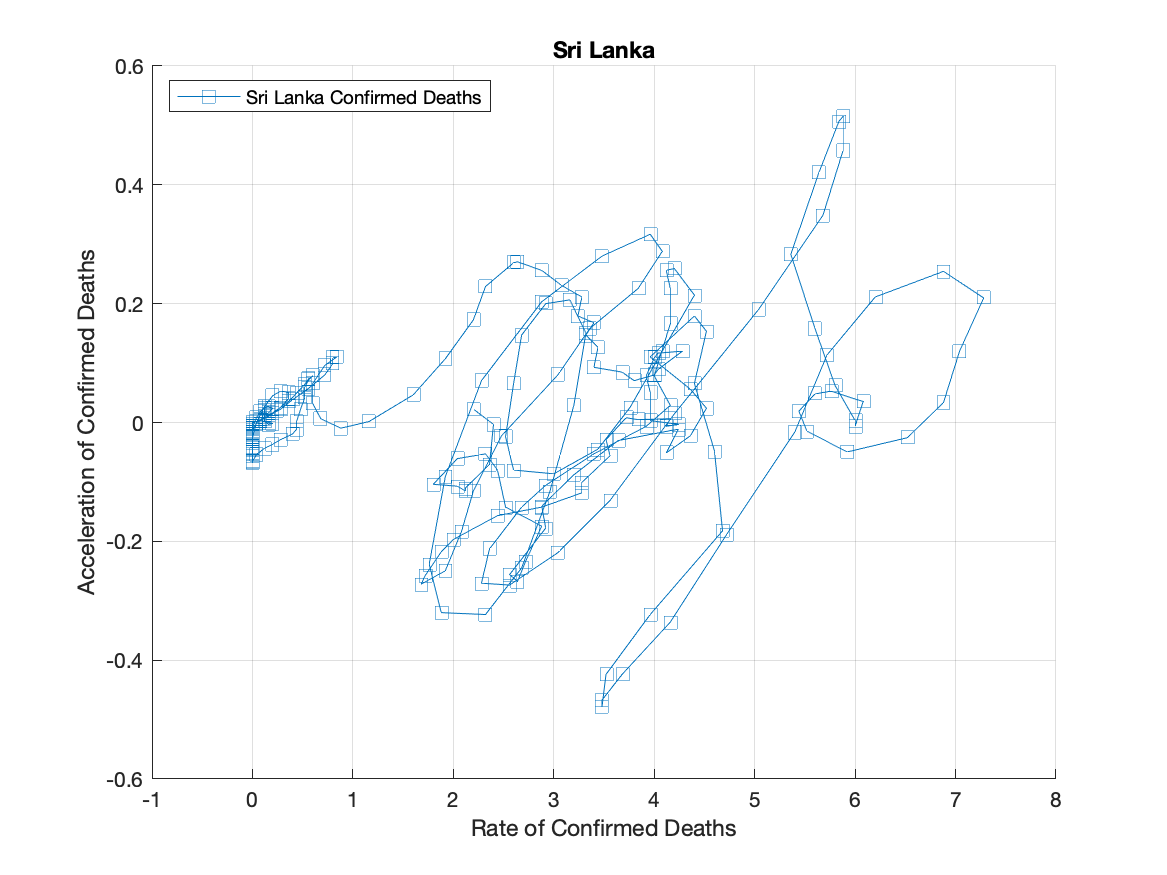 Sri Lanka
0.6
Sri Lanka Confirmed Deaths
0.4
0.2
0
-0.2
-0.4
-0.6
Acceleration of Confirmed Deaths
-1 0 1 2 3 4 5 6 7 8
Rate of Confirmed Deaths